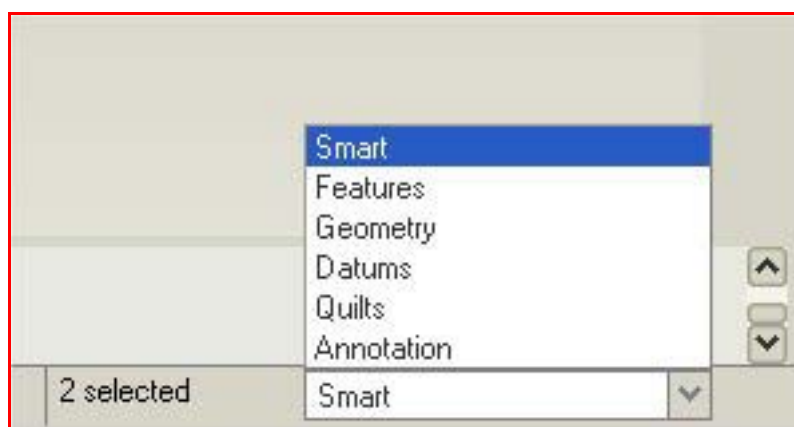 Smart
Features
Geometry
Datums
Quilts
Annotation
2 selected
Smart